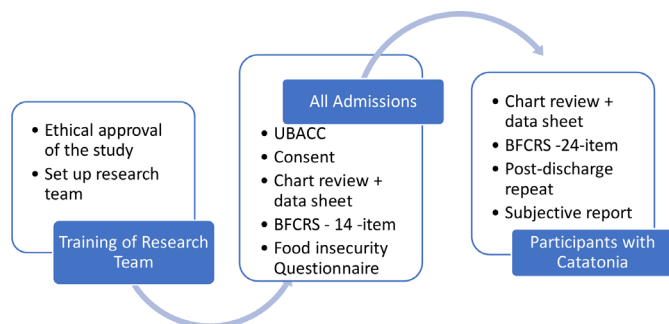 • Ethical approval
of the study
• Set up research
team
Training of Research
Team
All Admissions
• UBACC
• Consent
• Chart review +
data sheet
• BFCRS - 14 -item
• Food insecurity
Questionnaire
• Chart review +
data sheet
• BFCRS -24-item
• Post-discharge
repeat
• Subjective report
Participants with
Catatonia